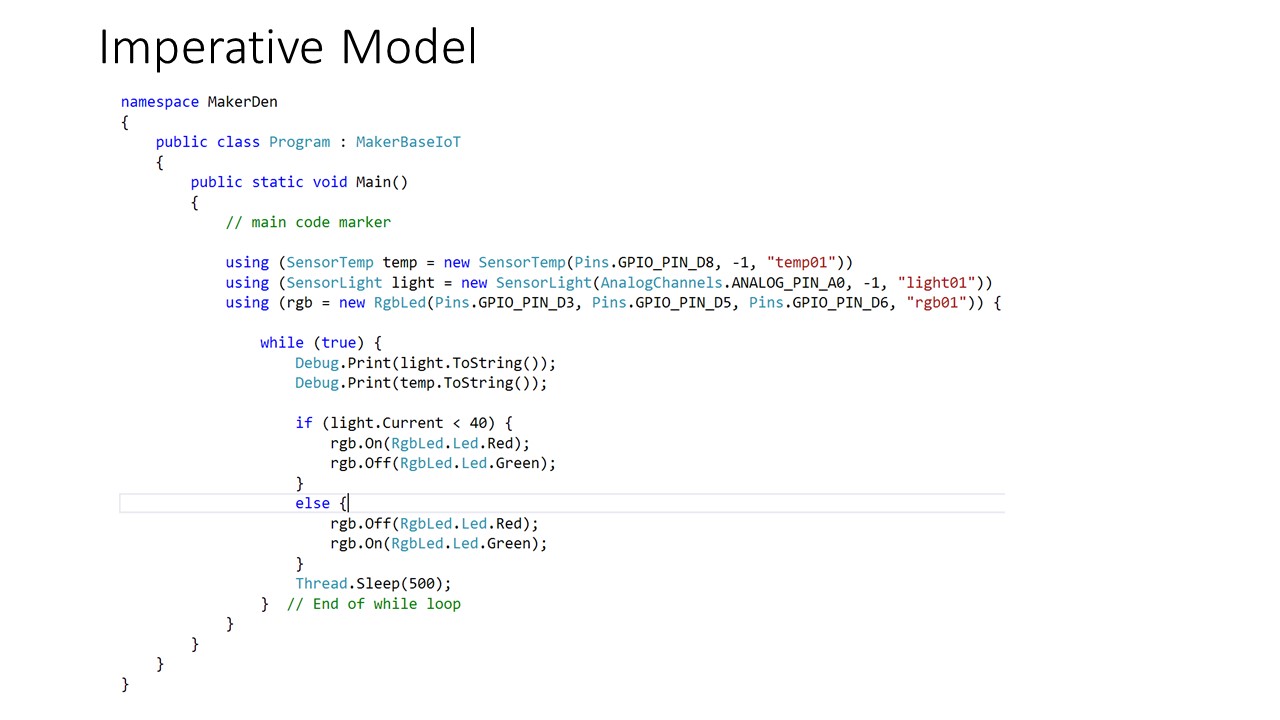 Imperative Model
namespace MakerDen
{
    public class Program : MakerBaseIoT
    {
        public static void Main()
        {
            // main code marker
            using (SensorTemp temp = new SensorTemp(Pins.GPIO_PIN_D8, -1, "temp01"))
            using (SensorLight light = new SensorLight(AnalogChannels.ANALOG_PIN_A0, -1, "light01"))
            using (rgb = new RgbLed(Pins.GPIO_PIN_D3, Pins.GPIO_PIN_D5, Pins.GPIO_PIN_D6, "rgb01")) {
                while (true) {
                    Debug.Print(light.ToString());
                    Debug.Print(temp.ToString());
                    if (light.Current < 40) {
                        rgb.On(RgbLed.Led.Red);
                        rgb.Off(RgbLed.Led.Green);
                    }
                    else {
                        rgb.Off(RgbLed.Led.Red);
                        rgb.On(RgbLed.Led.Green);
                    }
                    Thread.Sleep(500);
                }  // End of while loop
            }
        }
    }
}